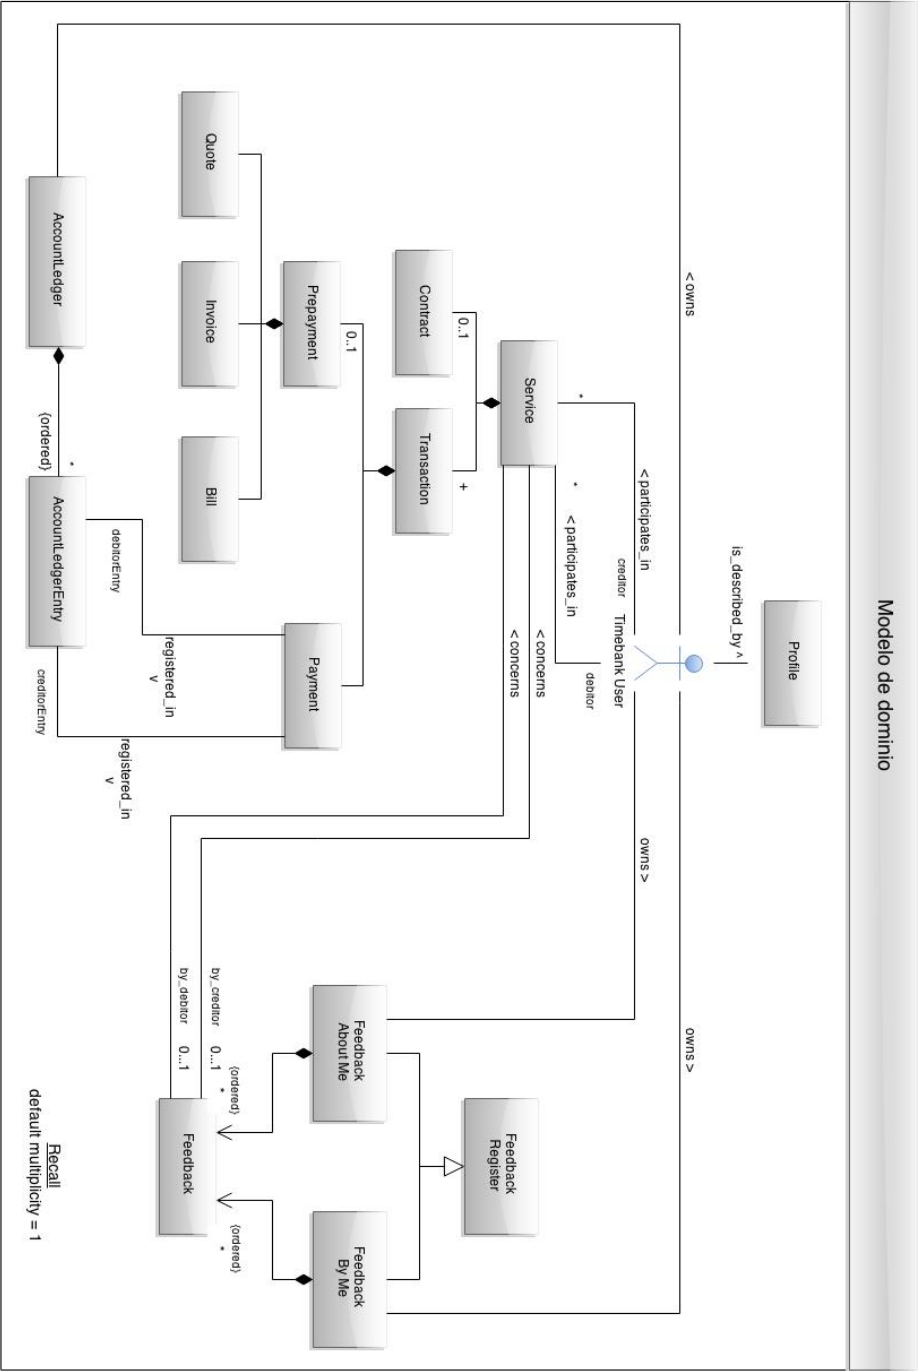 Modelo de dominio
Profile
is_described_by ^
< owns
owns >
Timebank User
< participates_in
creditor
*
owns >
< participates_in
debitor
*
Service
< concerns
< concerns
Contract
0..1
Transaction
+
Prepayment
0..1
Payment
Quote
Invoice
Bill
registered_in
v
debitorEntry
registered_in
v
creditorEntry
AccountLedger
{ordered}
*
AccountLedgerEntry
Feedback
Register
Feedback
About Me
Feedback
By Me
by_creditor
0...1
by_debitor
0...1
{ordered}
*
{ordered}
*
Feedback
Recall
default multiplicity = 1